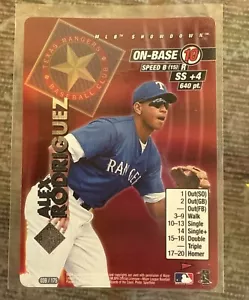 MLB SHOWDOWN
TEXAS RANGERS
BASEBALL CLUB
ON-BASE 10
SPEED B (15) R
SS +4
640 pt.
ALEX
RODRIGUEZ
RANGERS
1 Out(SO)
2 Out(GB)
— Out(FB)
3–9 Walk
10–13 Single
14 Single+
15–16 Double
— Triple
17–20 Homer